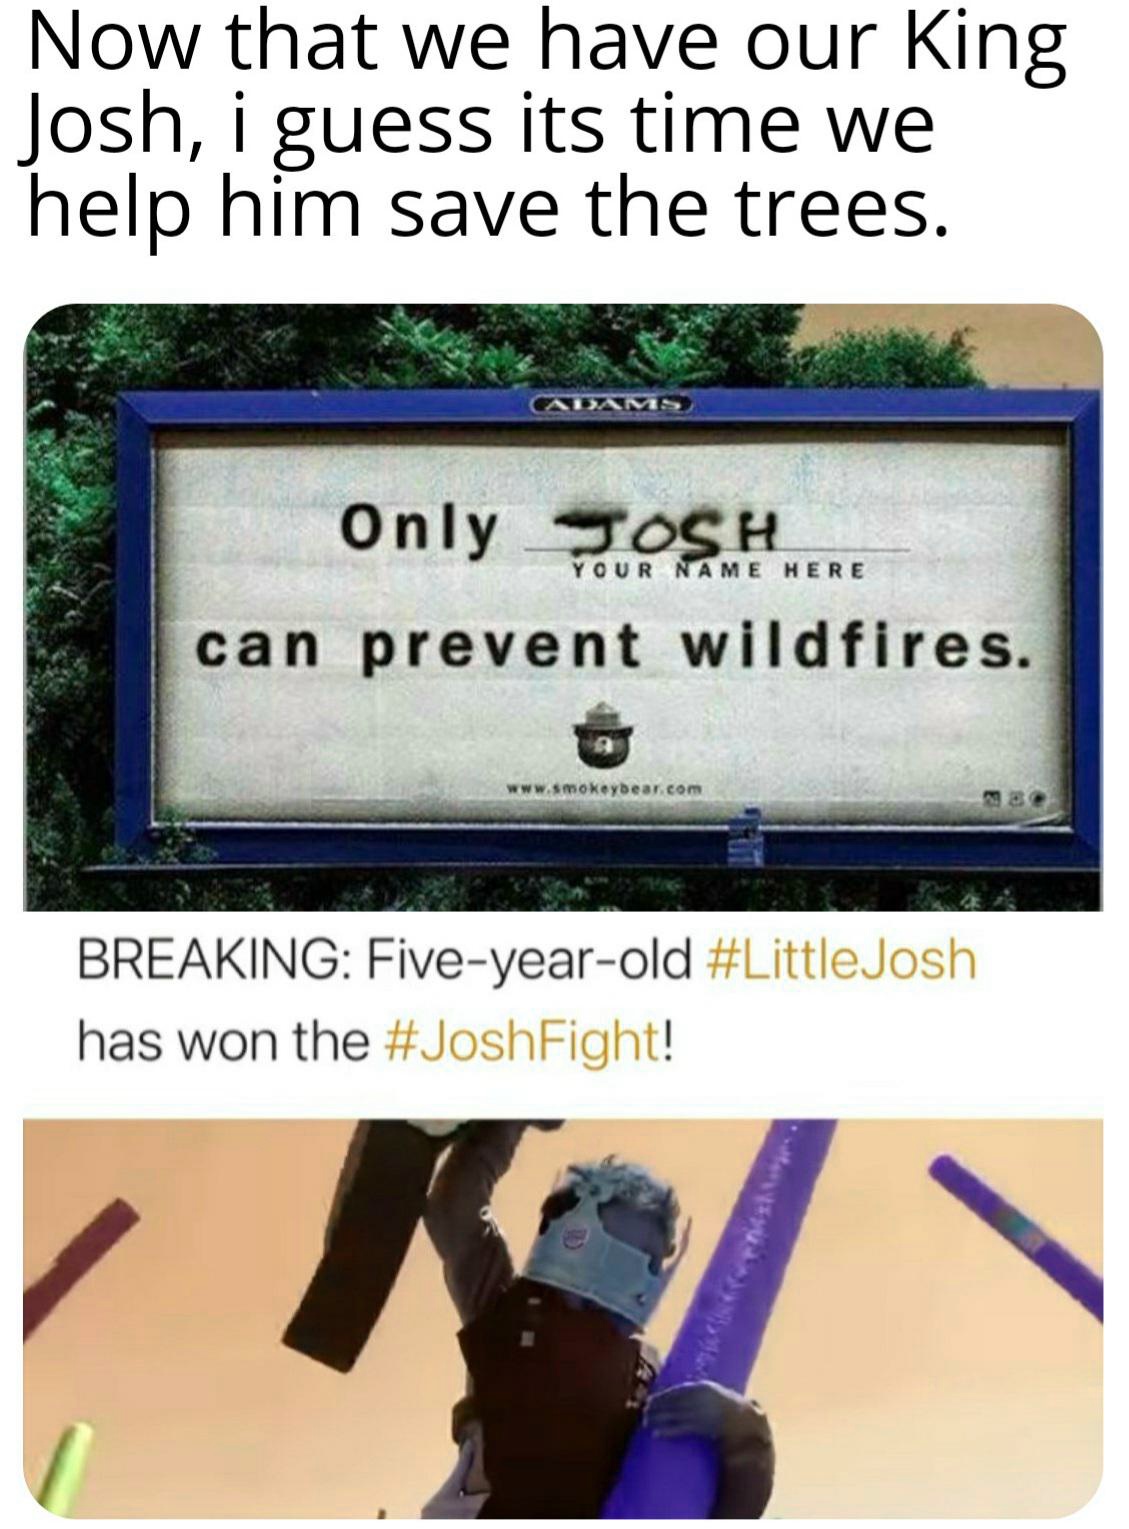 Now that we have our King
Josh, i guess its time we
help him save the trees.
ADAMS
Only JOSH
YOUR NAME HERE
can prevent wildfires.
www.smokeybear.com
BREAKING: Five-year-old #LittleJosh
has won the #JoshFight!